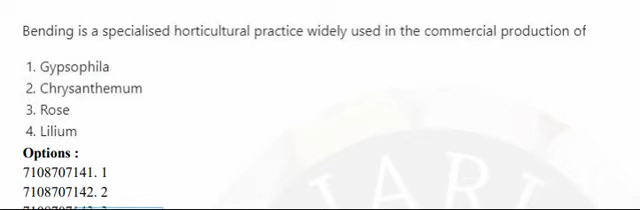 Bending is a specialised horticultural practice widely used in the commercial production of
1. Gypsophila
2. Chrysanthemum
3. Rose
4. Lilium
Options :
7108707141. 1
7108707142. 2
IARI